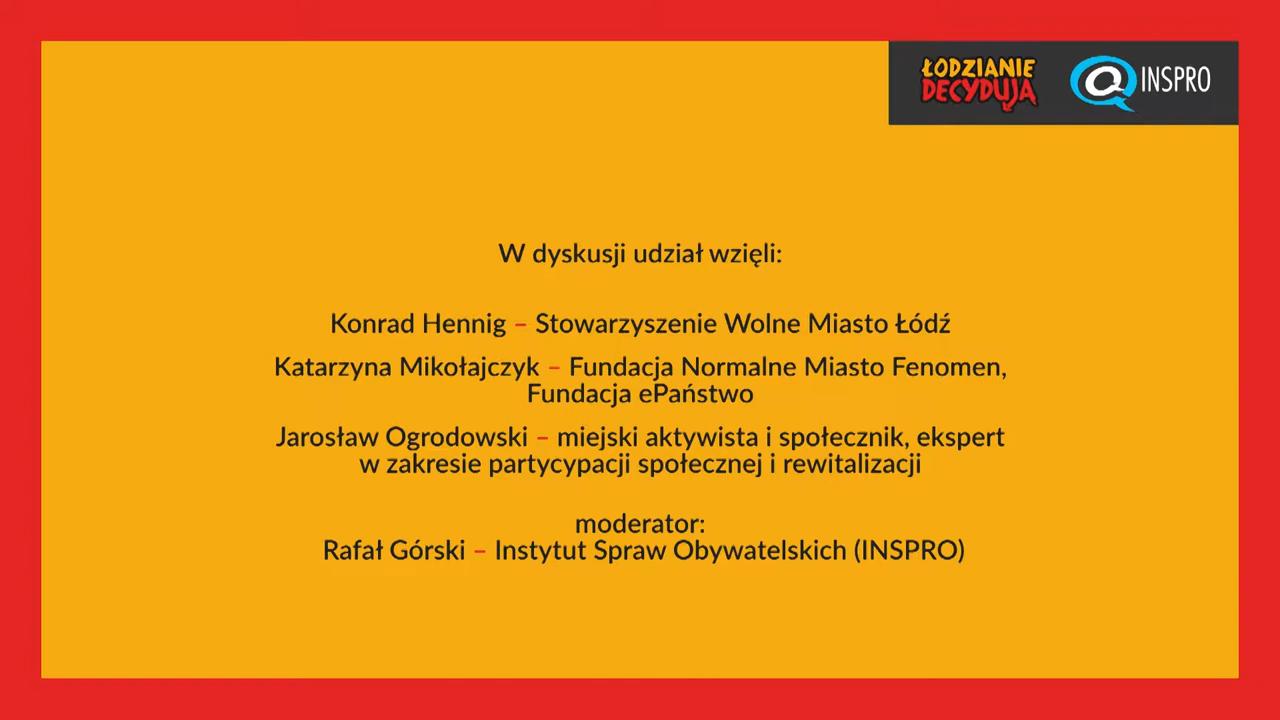 ŁODZIANIE
DECYDUJĄ
INSPRO
W dyskusji udział wzięli:
Konrad Hennig – Stowarzyszenie Wolne Miasto Łódź
Katarzyna Mikołajczyk – Fundacja Normalne Miasto Fenomen,
Fundacja ePaństwo
Jarosław Ogrodowski – miejski aktywista i społecznik, ekspert
w zakresie partycypacji społecznej i rewitalizacji
moderator:
Rafał Górski – Instytut Spraw Obywatelskich (INSPRO)